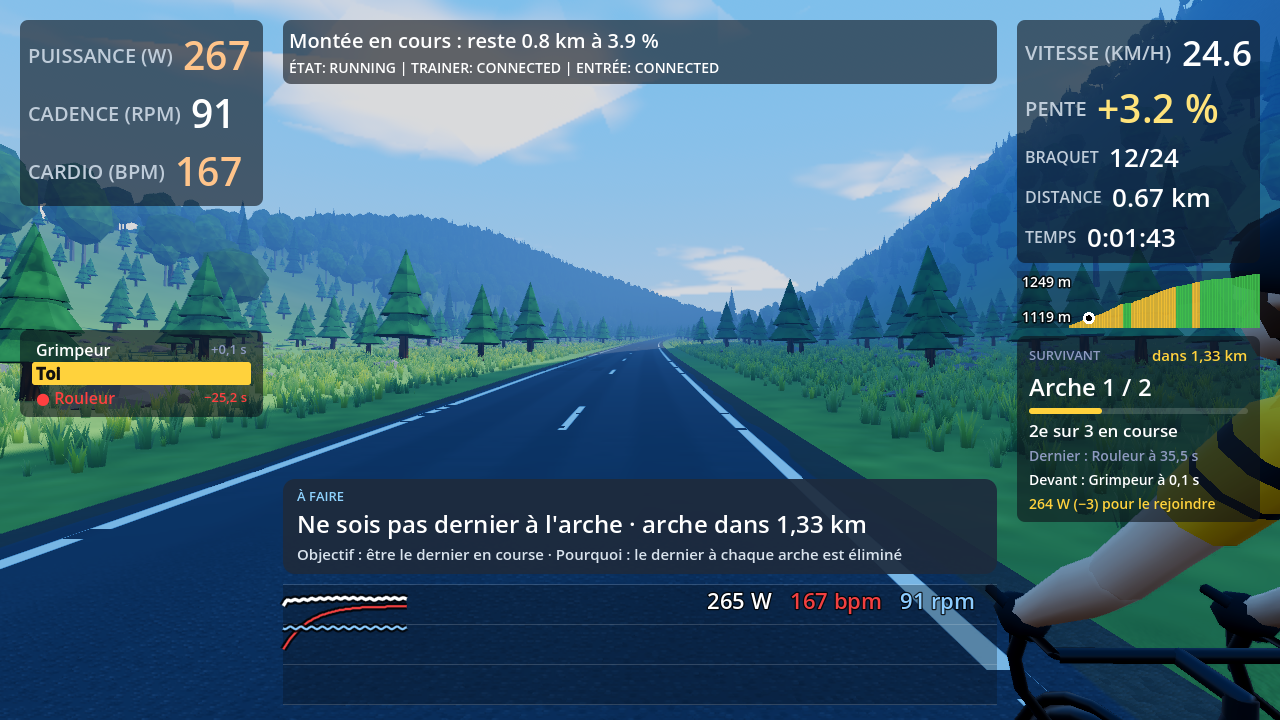 PUISSANCE (W) 267
CADENCE (RPM) 91
CARDIO (BPM) 167
Montée en cours : reste 0.8 km à 3.9 %
ÉTAT: RUNNING | TRAINER: CONNECTED | ENTRÉE: CONNECTED
VITESSE (KM/H) 24.6
PENTE +3.2 %
BRAQUET 12/24
DISTANCE 0.67 km
TEMPS 0:01:43
1249 m
1119 m
Grimpeur +0,1 s
Toi
Rouleur −25,2 s
SURVIVANT dans 1,33 km
Arche 1 / 2
2e sur 3 en course
Dernier : Rouleur à 35,5 s
Devant : Grimpeur à 0,1 s
264 W (−3) pour le rejoindre
À FAIRE
Ne sois pas dernier à l'arche · arche dans 1,33 km
Objectif : être le dernier en course · Pourquoi : le dernier à chaque arche est éliminé
265 W 167 bpm 91 rpm